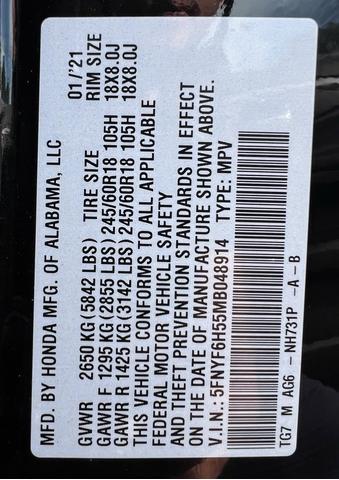 MFD. BY HONDA MFG. OF ALABAMA, LLC 01/'21
GVWR 2650 KG (5842 LBS) TIRE SIZE RIM SIZE
GAWR F 1295 KG (2855 LBS) 245/60R18 105H 18X8.0J
GAWR R 1425 KG (3142 LBS) 245/60R18 105H 18X8.0J
THIS VEHICLE CONFORMS TO ALL APPLICABLE
FEDERAL MOTOR VEHICLE SAFETY
AND THEFT PREVENTION STANDARDS IN EFFECT
ON THE DATE OF MANUFACTURE SHOWN ABOVE.
V.I.N.: 5FNYF6H55MB048914 TYPE: MPV
TG7 M AG6 - NH731P -A -B